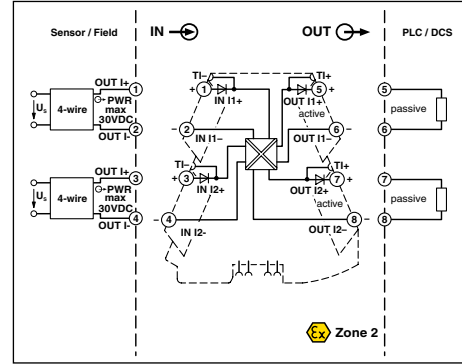 Sensor / Field
IN
OUT
PLC / DCS
OUT I+
1
PWR
max
30VDC
OUT I-
2
Us
4-wire
OUT I+
3
PWR
max
30VDC
OUT I-
4
Us
4-wire
TI–
+
1
IN I1+
–
2
IN I1–
TI–
+
3
IN I2+
–
4
IN I2-
TI+
5
+
OUT I1+
active
6
–
OUT I1–
TI+
7
+
OUT I2+
active
8
–
OUT I2–
5
passive
6
7
passive
8
Ex Zone 2